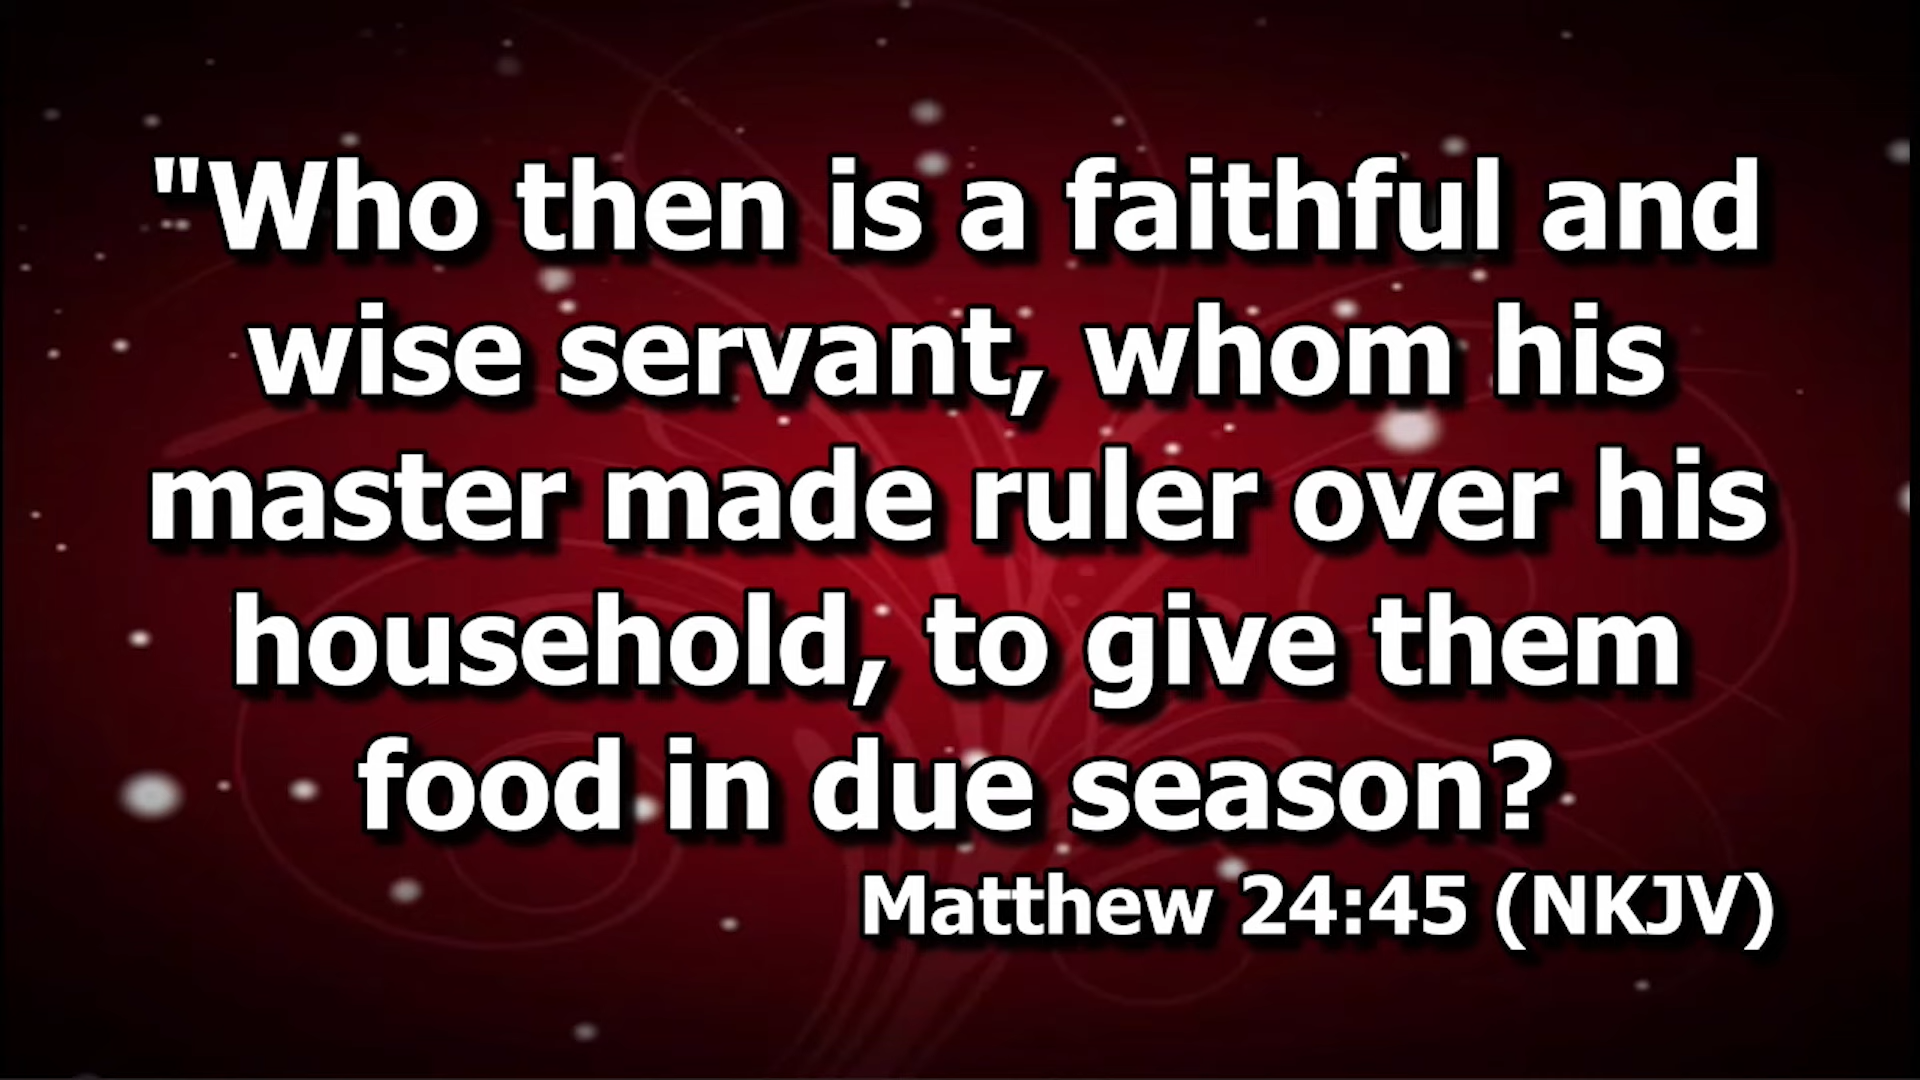 "Who then is a faithful and
wise servant, whom his
master made ruler over his
household, to give them
food in due season?
Matthew 24:45 (NKJV)